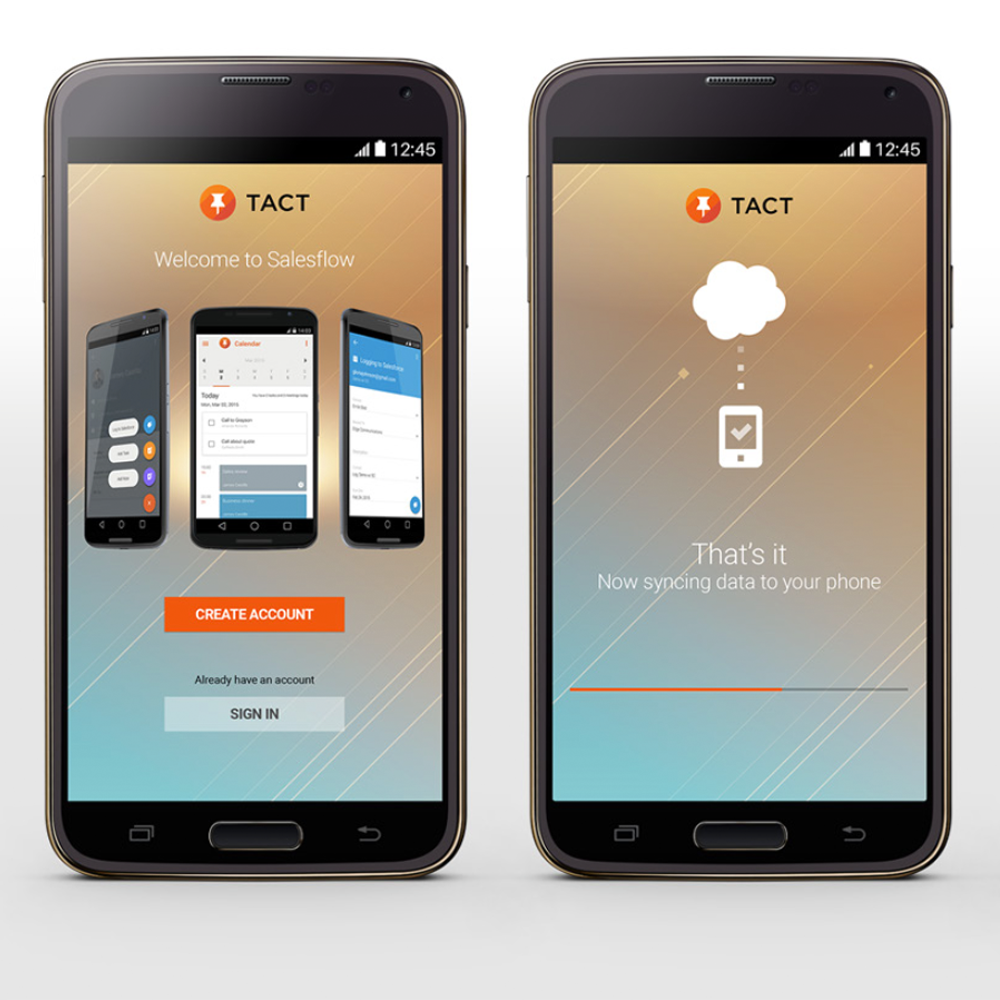 12:45
TACT
Welcome to Salesflow
Calendar
Today
Mon, Mar 23, 2015
Call to Grayson
Call about quote
Logging to Salesforce
CREATE ACCOUNT
Already have an account
SIGN IN
12:45
TACT
That's it
Now syncing data to your phone